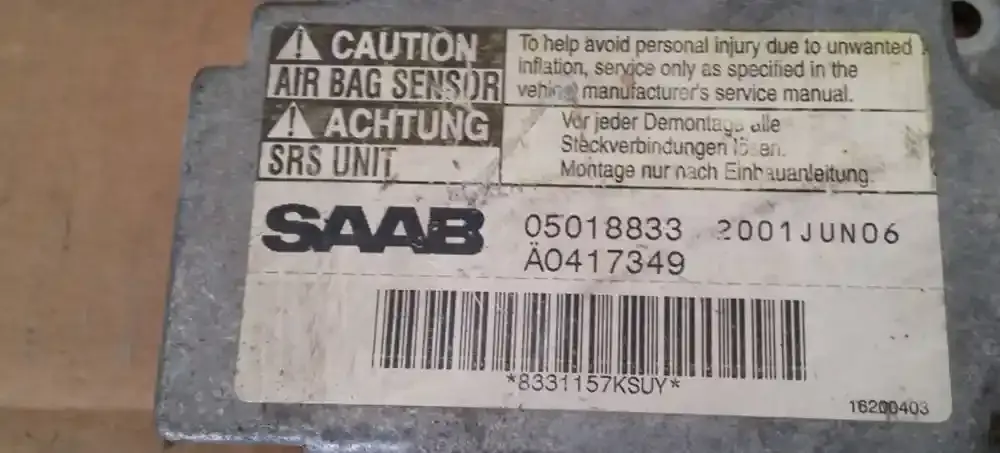 CAUTION
AIR BAG SENSOR
To help avoid personal injury due to unwanted
inflation, service only as specified in the
vehicle manufacturer's service manual.
ACHTUNG
SRS UNIT
Vor jeder Demontage alle
Steckverbindungen lösen.
Montage nur nach Einbauanleitung.
SAAB
05018833 2001JUN06
Ä0417349
*8331157KSUY*
16200403